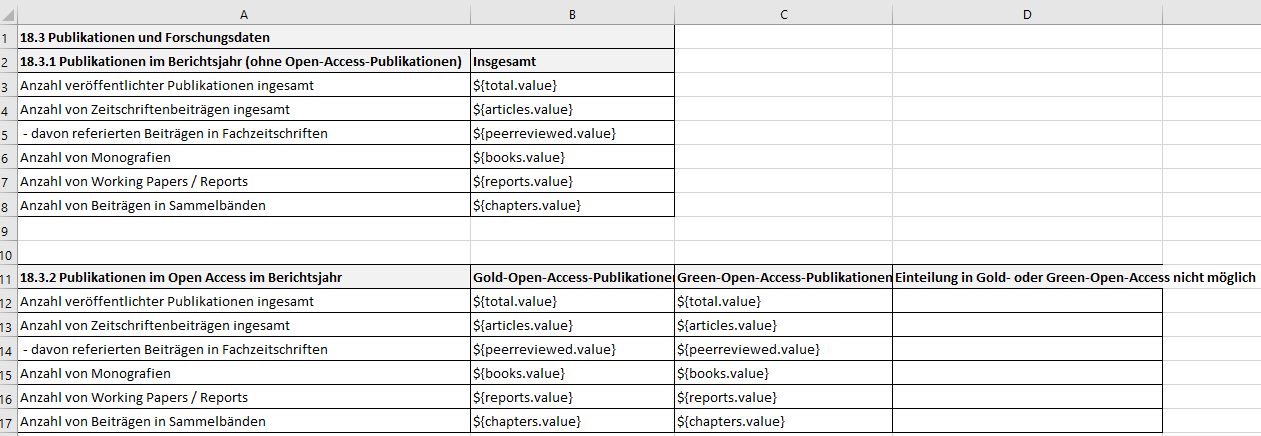 A B C D
1 18.3 Publikationen und Forschungsdaten
2 18.3.1 Publikationen im Berichtsjahr (ohne Open-Access-Publikationen) Insgesamt
3 Anzahl veröffentlichter Publikationen ingesamt ${total.value}
4 Anzahl von Zeitschriftenbeiträgen ingesamt ${articles.value}
5 - davon referierten Beiträgen in Fachzeitschriften ${peerreviewed.value}
6 Anzahl von Monografien ${books.value}
7 Anzahl von Working Papers / Reports ${reports.value}
8 Anzahl von Beiträgen in Sammelbänden ${chapters.value}
9
10
11 18.3.2 Publikationen im Open Access im Berichtsjahr Gold-Open-Access-Publikationen Green-Open-Access-Publikationen Einteilung in Gold- oder Green-Open-Access nicht möglich
12 Anzahl veröffentlichter Publikationen ingesamt ${total.value} ${total.value}
13 Anzahl von Zeitschriftenbeiträgen ingesamt ${articles.value} ${articles.value}
14 - davon referierten Beiträgen in Fachzeitschriften ${peerreviewed.value} ${peerreviewed.value}
15 Anzahl von Monografien ${books.value} ${books.value}
16 Anzahl von Working Papers / Reports ${reports.value} ${reports.value}
17 Anzahl von Beiträgen in Sammelbänden ${chapters.value} ${chapters.value}